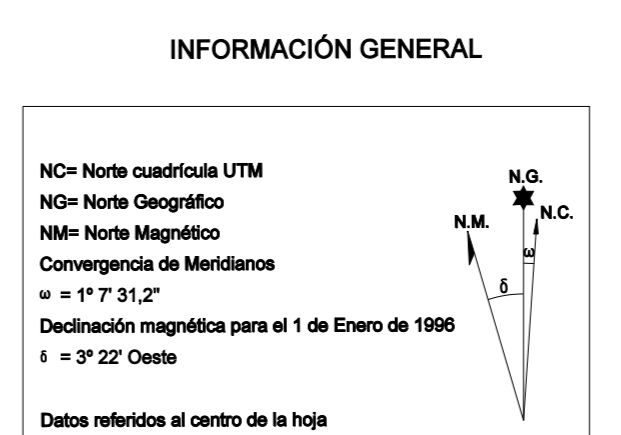 INFORMACIÓN GENERAL
NC= Norte cuadrícula UTM
NG= Norte Geográfico
NM= Norte Magnético
Convergencia de Meridianos
ω = 1º 7' 31,2"
Declinación magnética para el 1 de Enero de 1996
δ = 3º 22' Oeste
Datos referidos al centro de la hoja
N.G.
N.C.
N.M.
ω
δ